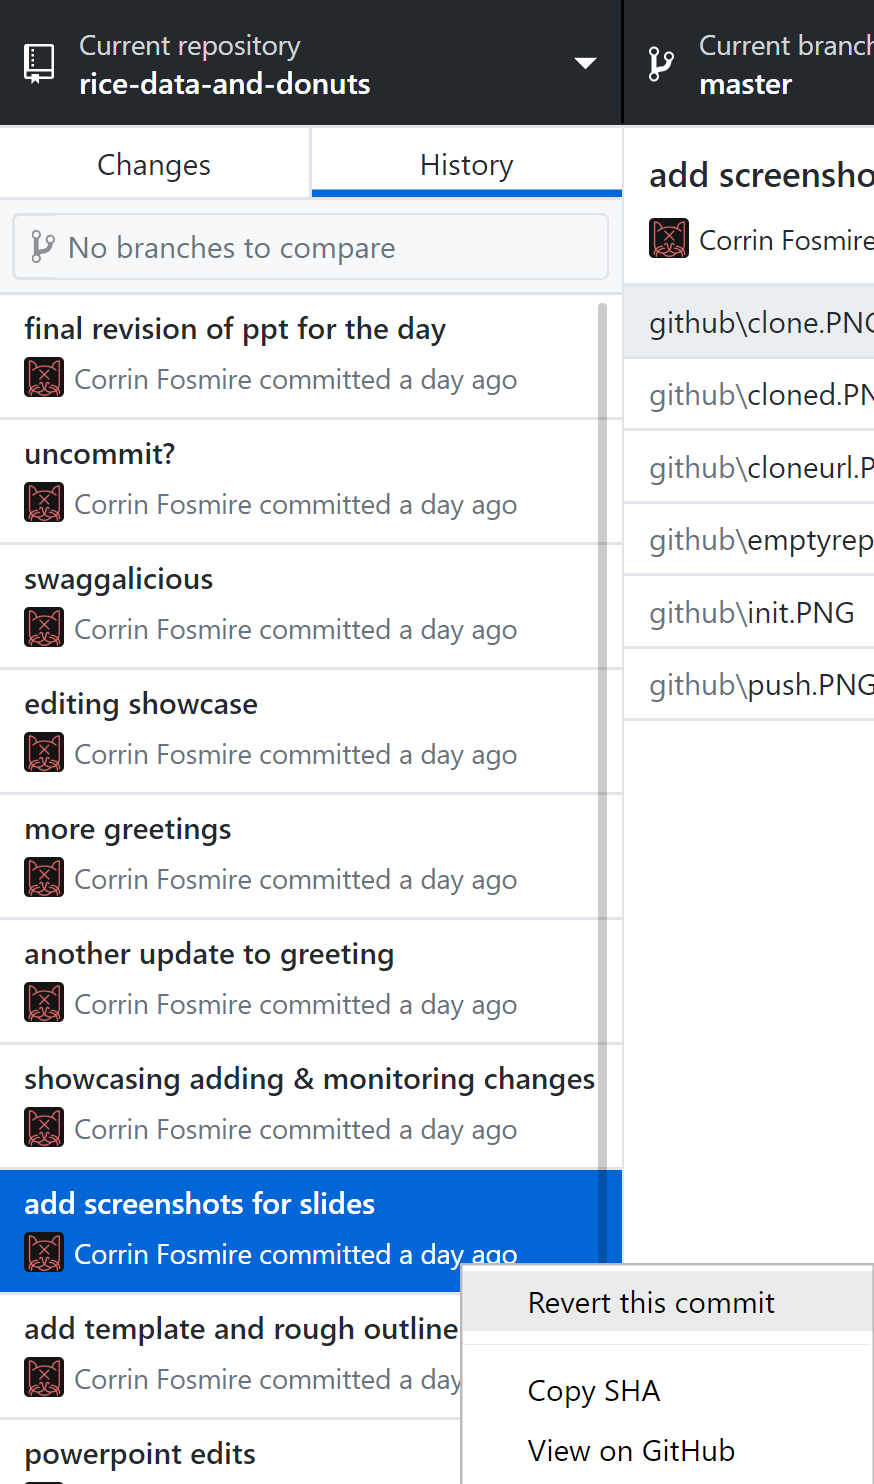 Current repository
rice-data-and-donuts
Current branch
master
Changes
History
No branches to compare
final revision of ppt for the day
Corrin Fosmire committed a day ago
uncommit?
Corrin Fosmire committed a day ago
swaggalicious
Corrin Fosmire committed a day ago
editing showcase
Corrin Fosmire committed a day ago
more greetings
Corrin Fosmire committed a day ago
another update to greeting
Corrin Fosmire committed a day ago
showcasing adding & monitoring changes
Corrin Fosmire committed a day ago
add screenshots for slides
Corrin Fosmire committed a day ago
add template and rough outline
Corrin Fosmire committed a day
powerpoint edits
add screensho
Corrin Fosmire
github\clone.PNG
github\cloned.PN
github\cloneurl.P
github\emptyrep
github\init.PNG
github\push.PNG
Revert this commit
Copy SHA
View on GitHub